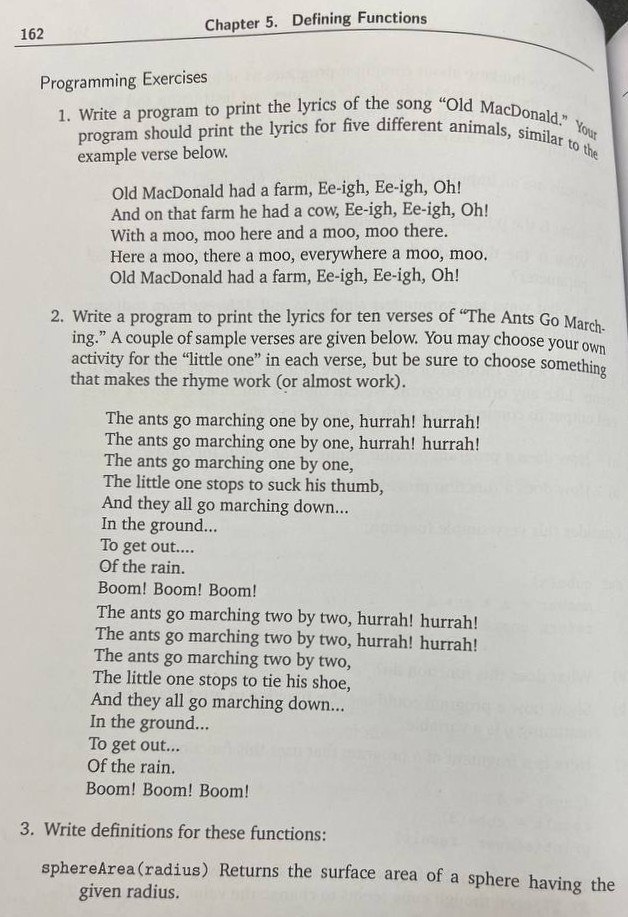 162
Chapter 5. Defining Functions
Programming Exercises
1. Write a program to print the lyrics of the song “Old MacDonald.” Your
program should print the lyrics for five different animals, similar to the
example verse below.
Old MacDonald had a farm, Ee-igh, Ee-igh, Oh!
And on that farm he had a cow, Ee-igh, Ee-igh, Oh!
With a moo, moo here and a moo, moo there.
Here a moo, there a moo, everywhere a moo, moo.
Old MacDonald had a farm, Ee-igh, Ee-igh, Oh!
2. Write a program to print the lyrics for ten verses of “The Ants Go March-
ing.” A couple of sample verses are given below. You may choose your own
activity for the “little one” in each verse, but be sure to choose something
that makes the rhyme work (or almost work).
The ants go marching one by one, hurrah! hurrah!
The ants go marching one by one, hurrah! hurrah!
The ants go marching one by one,
The little one stops to suck his thumb,
And they all go marching down...
In the ground...
To get out....
Of the rain.
Boom! Boom! Boom!
The ants go marching two by two, hurrah! hurrah!
The ants go marching two by two, hurrah! hurrah!
The ants go marching two by two,
The little one stops to tie his shoe,
And they all go marching down...
In the ground...
To get out...
Of the rain.
Boom! Boom! Boom!
3. Write definitions for these functions:
sphereArea(radius) Returns the surface area of a sphere having the
given radius.